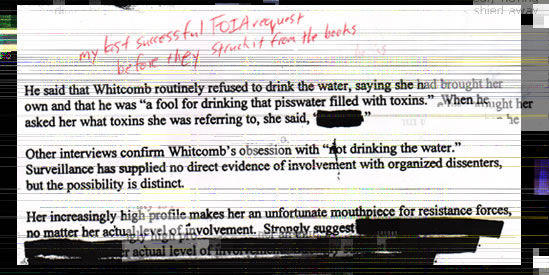 shied away
my last successful FOIA request
before they struck it from the books
He said that Whitcomb routinely refused to drink the water, saying she had brought her
own and that he was “a fool for drinking that pisswater filled with toxins.” When he
asked her what toxins she was referring to, she said, “ ”
Other interviews confirm Whitcomb's obsession with “not drinking the water.”
Surveillance has supplied no direct evidence of involvement with organized dissenters,
but the possibility is distinct.
Her increasingly high profile makes her an unfortunate mouthpiece for resistance forces,
no matter her actual level of involvement. Strongly suggest
r actual level of